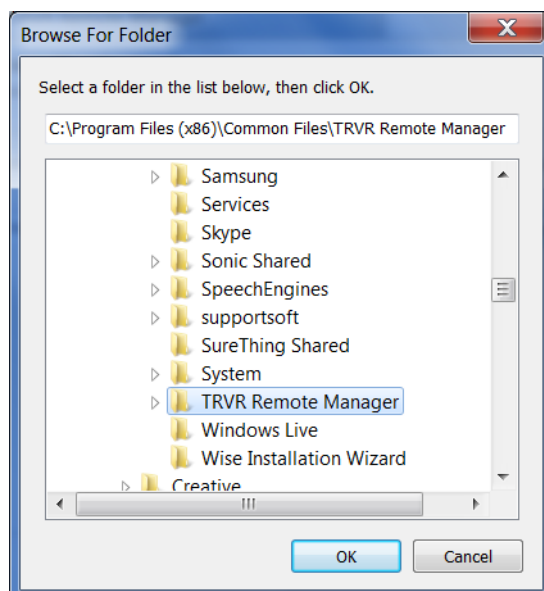 Browse For Folder
Select a folder in the list below, then click OK.
C:\Program Files (x86)\Common Files\TRVR Remote Manager
Samsung
Services
Skype
Sonic Shared
SpeechEngines
supportsoft
SureThing Shared
System
TRVR Remote Manager
Windows Live
Wise Installation Wizard
Creative
OK Cancel